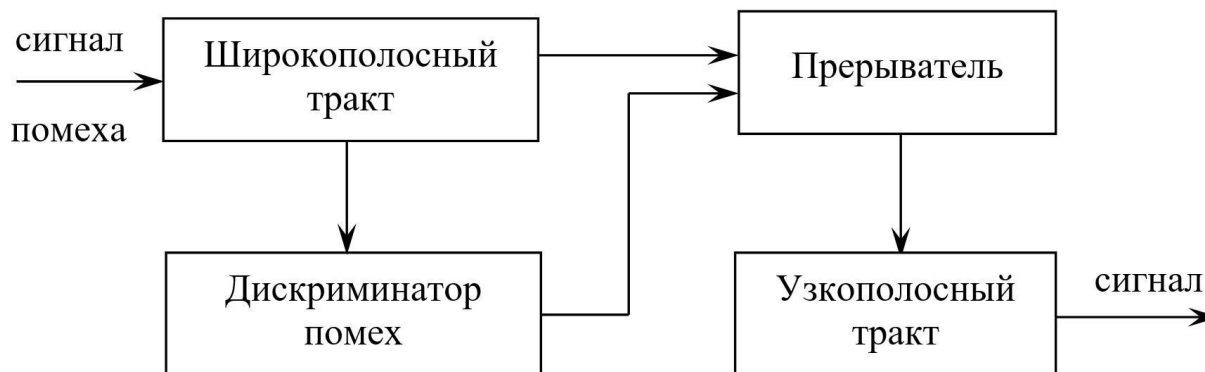 сигнал
помеха
Широкополосный
тракт
Прерыватель
Дискриминатор
помех
Узкополосный
тракт
сигнал